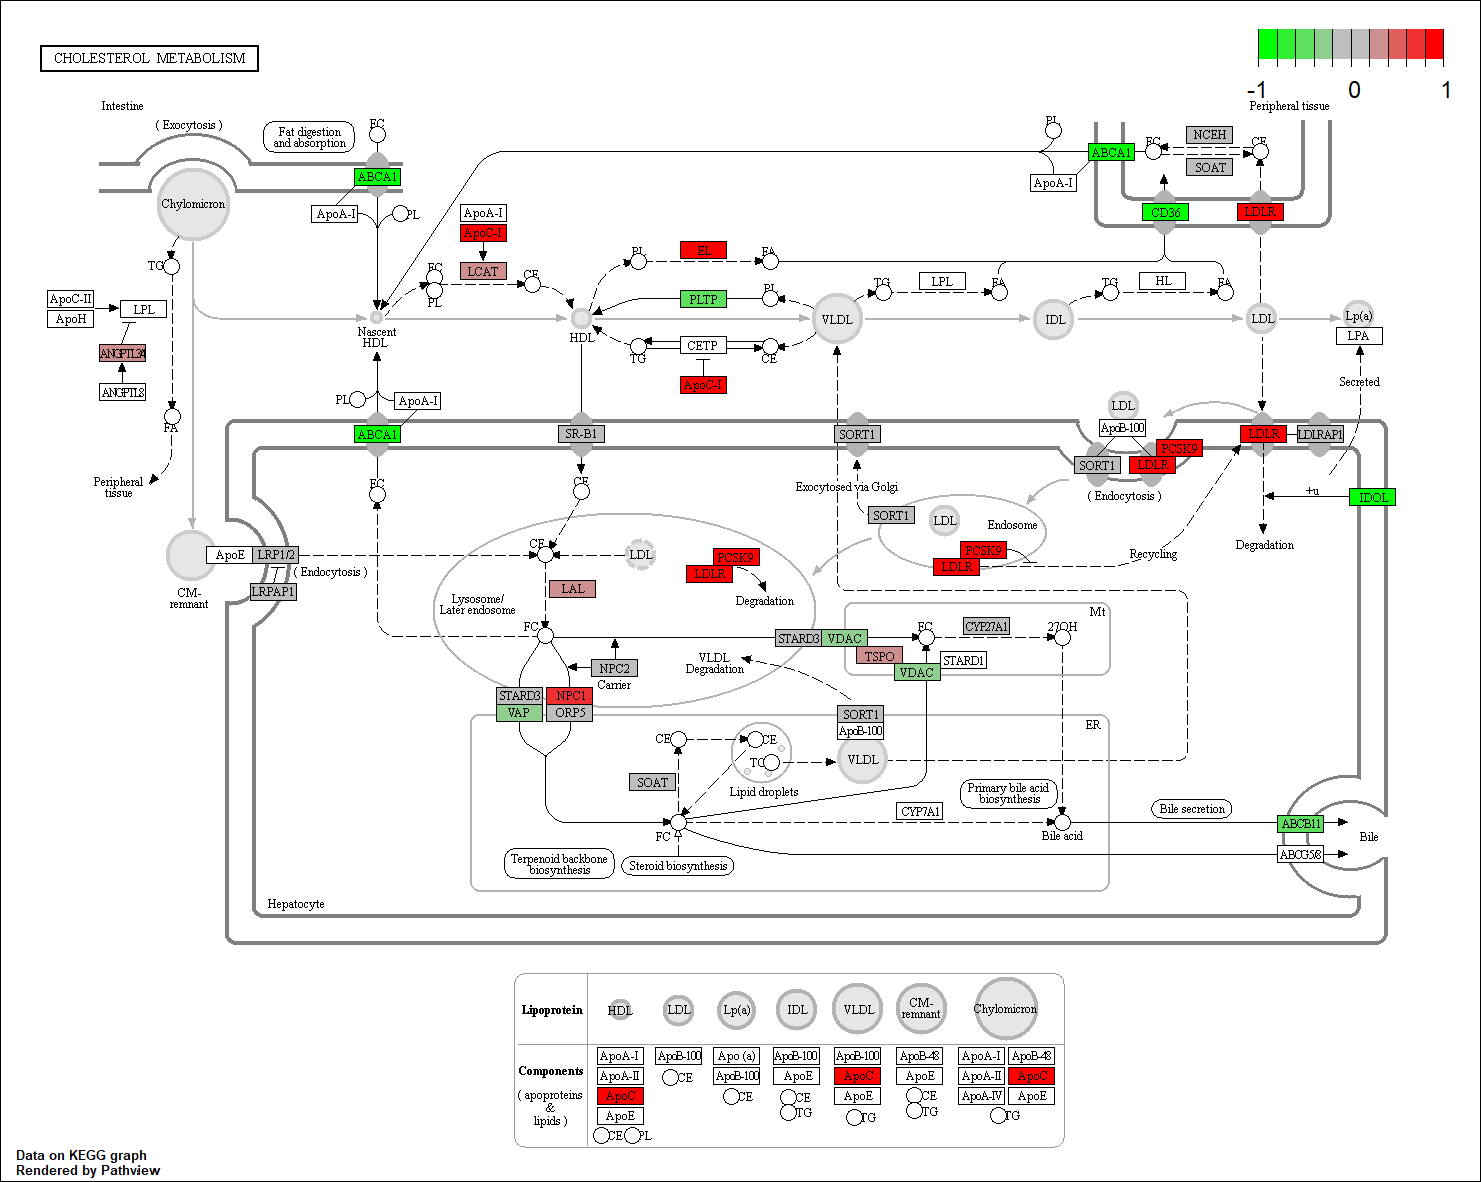 CHOLESTEROL METABOLISM
-1
0
1
Intestine
( Exocytosis )
Fat digestion
and absorption
FC
ABCA1
ApoA-I
PL
Chylomicron
TG
ApoC-II
ApoH
LPL
ANGPTL8
FA
Peripheral
tissue
ApoA-I
ApoC-I
LCAT
FC
PL
CE
Nascent
HDL
HDL
PL
EL
FA
PLTP
PL
TG
CETP
CE
ApoC-I
VLDL
TG
LPL
FA
IDL
TG
HL
FA
LDL
Lp(a)
LPA
Secreted
Peripheral tissue
PL
ABCA1
ApoA-I
FC
NCEH
SOAT
CE
CD36
LDLR
PL
ApoA-I
ABCA1
SR-B1
SORT1
LDL
ApoB-100
SORT1
PCSK9
LDLR
( Endocytosis )
LDLR
LDLRAP1
+u
IDOL
Degradation
FC
CE
Exocytosed via Golgi
SORT1
LDL
Endosome
PCSK9
LDLR
Recycling
ApoE
LRP1/2
( Endocytosis )
LRPAP1
CM-
remnant
CE
LDL
LAL
PCSK9
LDLR
Degradation
Lysosome/
Later endosome
FC
NPC2
Carrier
STARD3
VDAC
TSPO
VDAC
STARD1
FC
CYP27A1
27OH
Mt
VLDL
Degradation
STARD3
NPC1
VAP
ORP5
SORT1
ApoB-100
VLDL
ER
CE
CE
TG
SOAT
Lipid droplets
FC
CYP7A1
Primary bile acid
biosynthesis
Bile acid
Bile secretion
ABCB11
ABCG5/8
Bile
Terpenoid backbone
biosynthesis
Steroid biosynthesis
Hepatocyte
Lipoprotein
HDL
LDL
Lp(a)
IDL
VLDL
CM-
remnant
Chylomicron
Components
( apoproteins
&
lipids )
ApoA-I
ApoA-II
ApoC
ApoE
CE
PL
ApoB-100
CE
Apo (a)
ApoB-100
CE
ApoB-100
ApoE
CE
TG
ApoB-100
ApoC
ApoE
TG
ApoB-48
ApoE
CE
TG
ApoA-I
ApoB-48
ApoA-II
ApoC
ApoA-IV
ApoE
TG
Data on KEGG graph
Rendered by Pathview